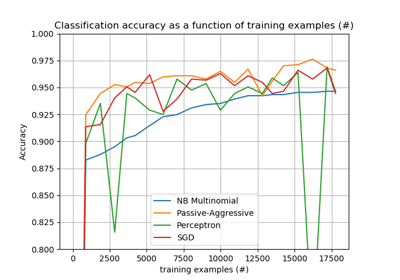 Classification accuracy as a function of training examples (#)
1.000
0.975
0.950
0.925
0.900
0.875
0.850
0.825
0.800
Accuracy
NB Multinomial
Passive-Aggressive
Perceptron
SGD
0 2500 5000 7500 10000 12500 15000 17500
training examples (#)